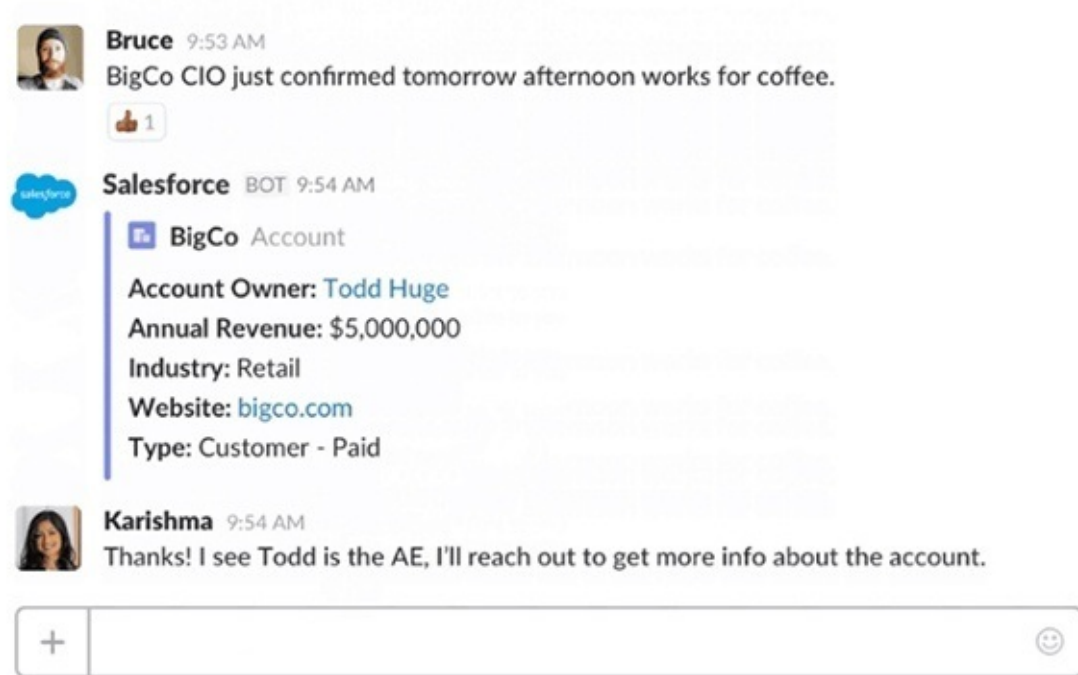 Bruce 9:53 AM
BigCo CIO just confirmed tomorrow afternoon works for coffee.
1
salesforce
Salesforce BOT 9:54 AM
BigCo Account
Account Owner: Todd Huge
Annual Revenue: $5,000,000
Industry: Retail
Website: bigco.com
Type: Customer - Paid
Karishma 9:54 AM
Thanks! I see Todd is the AE, I'll reach out to get more info about the account.